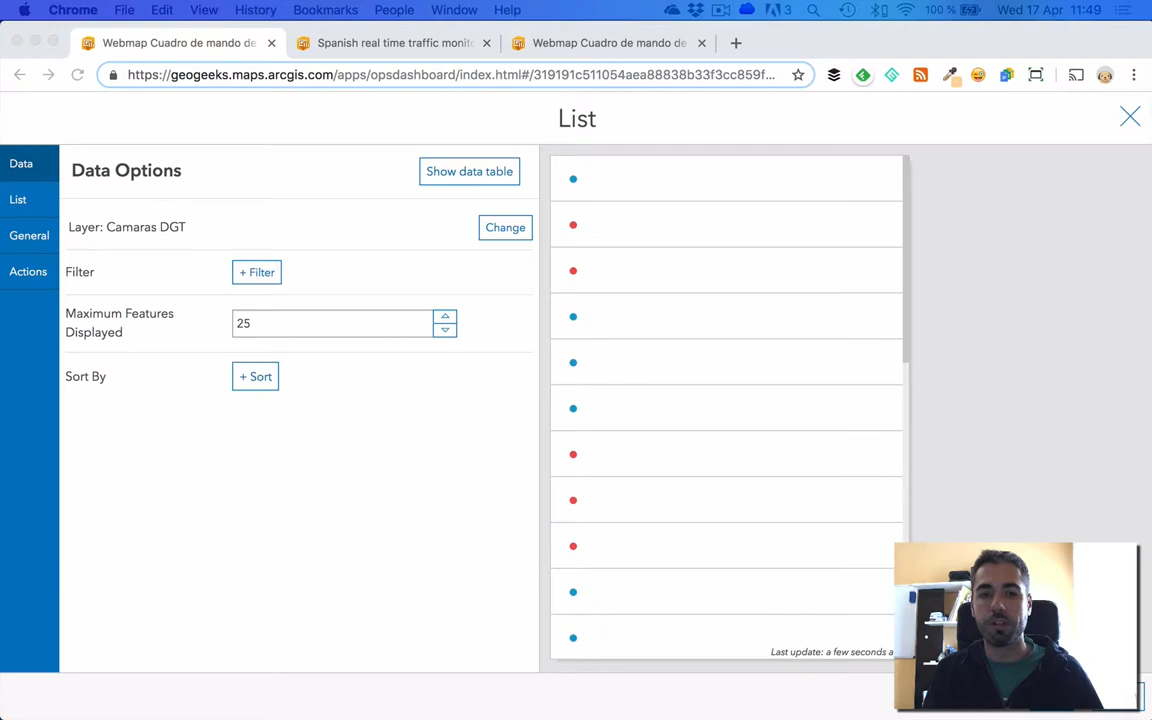 Chrome File Edit View History Bookmarks People Window Help 3 100 % Wed 17 Apr 11:49
Webmap Cuadro de mando de Spanish real time traffic monito Webmap Cuadro de mando de
https://geogeeks.maps.arcgis.com/apps/opsdashboard/index.html#/319191c511054aea88838b33f3cc859f...
List
Data
Data Options
Show data table
List
Layer: Camaras DGT
Change
General
Actions
Filter
+ Filter
Maximum Features
Displayed
25
Sort By
+ Sort
Last update: a few seconds a